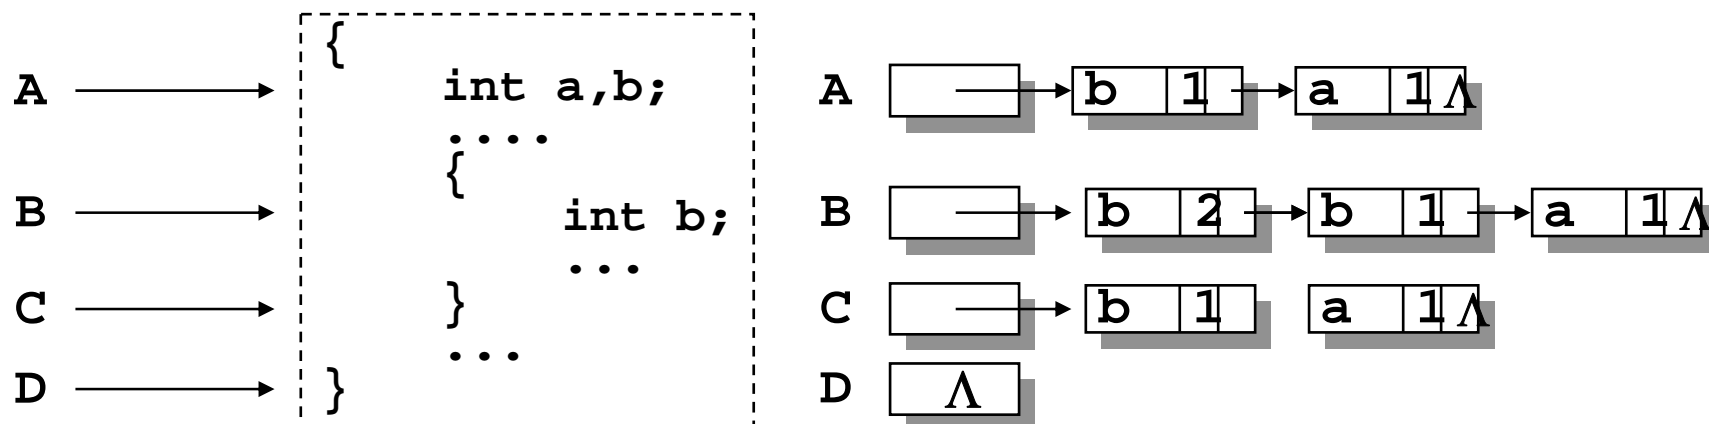 {
A int a,b; A b 1 a 1 Λ
....
{
B int b; B b 2 b 1 a 1 Λ
...
C } C b 1 a 1 Λ
...
D } D Λ